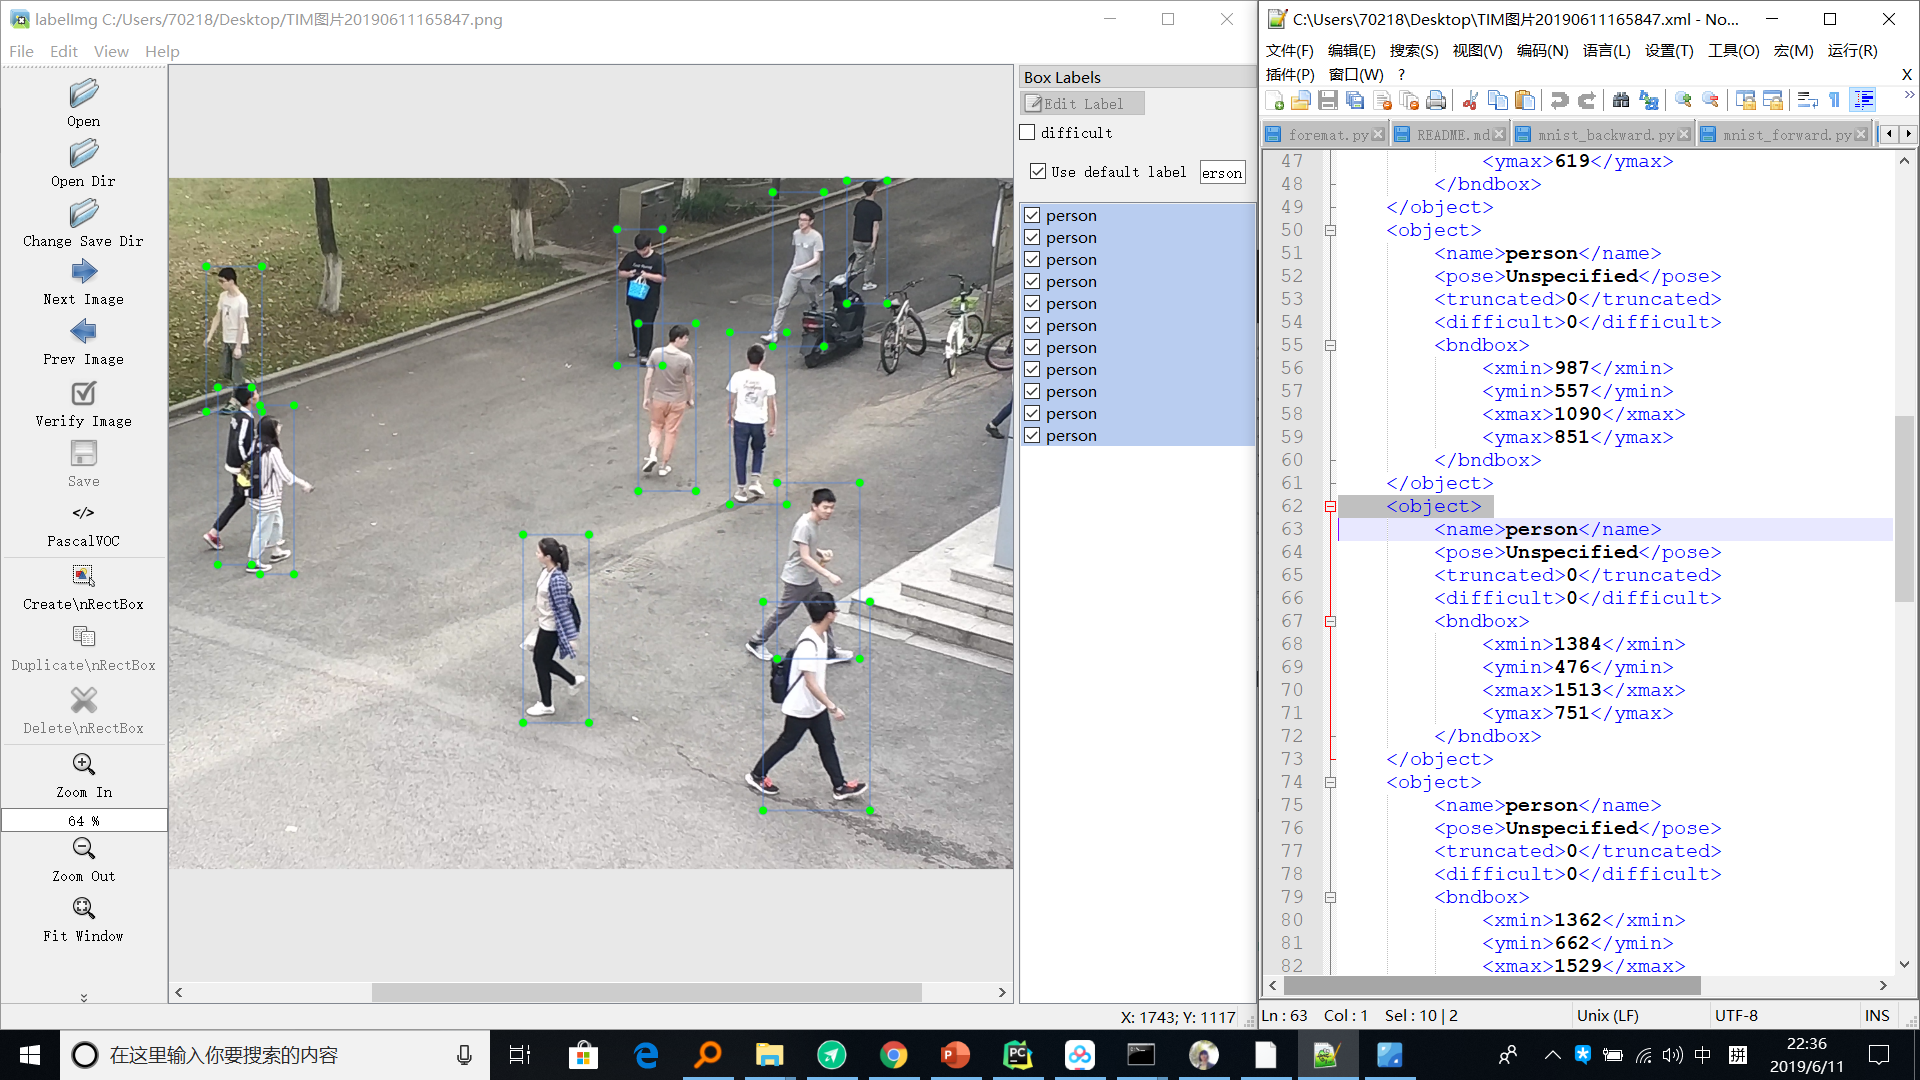 labelImg C:/Users/70218/Desktop/TIM图片20190611165847.png
File Edit View Help
Open
Open Dir
Change Save Dir
Next Image
Prev Image
Verify Image
Save
</>
PascalVOC
Create\nRectBox
Duplicate\nRectBox
Delete\nRectBox
Zoom In
64 %
Zoom Out
Fit Window
Box Labels
Edit Label
difficult
Use default label erson
person
person
person
person
person
person
person
person
person
person
person
X: 1743; Y: 1117
C:\Users\70218\Desktop\TIM图片20190611165847.xml - No...
文件(F) 编辑(E) 搜索(S) 视图(V) 编码(N) 语言(L) 设置(T) 工具(O) 宏(M) 运行(R)
插件(P) 窗口(W) ? X
foremat.py README.md mnist_backward.py mnist_forward.py
47 <ymax>619</ymax>
48 </bndbox>
49 </object>
50 <object>
51 <name>person</name>
52 <pose>Unspecified</pose>
53 <truncated>0</truncated>
54 <difficult>0</difficult>
55 <bndbox>
56 <xmin>987</xmin>
57 <ymin>557</ymin>
58 <xmax>1090</xmax>
59 <ymax>851</ymax>
60 </bndbox>
61 </object>
62 <object>
63 <name>person</name>
64 <pose>Unspecified</pose>
65 <truncated>0</truncated>
66 <difficult>0</difficult>
67 <bndbox>
68 <xmin>1384</xmin>
69 <ymin>476</ymin>
70 <xmax>1513</xmax>
71 <ymax>751</ymax>
72 </bndbox>
73 </object>
74 <object>
75 <name>person</name>
76 <pose>Unspecified</pose>
77 <truncated>0</truncated>
78 <difficult>0</difficult>
79 <bndbox>
80 <xmin>1362</xmin>
81 <ymin>662</ymin>
82 <xmax>1529</xmax>
Ln : 63 Col : 1 Sel : 10 | 2 Unix (LF) UTF-8 INS
在这里输入你要搜索的内容
中 拼
22:36
2019/6/11